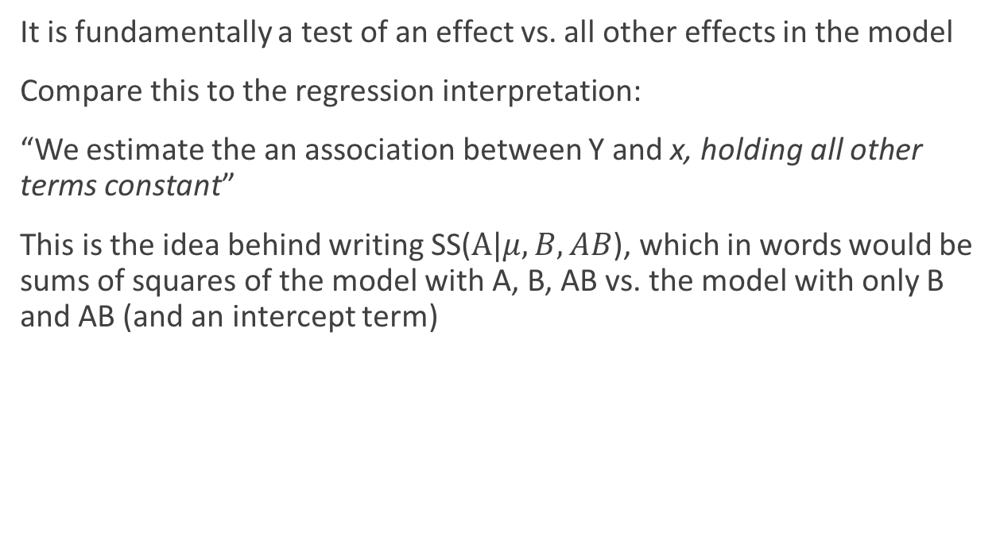 It is fundamentally a test of an effect vs. all other effects in the model
Compare this to the regression interpretation:
“We estimate the an association between Y and x, holding all other
terms constant”
This is the idea behind writing SS(A|μ, B, AB), which in words would be
sums of squares of the model with A, B, AB vs. the model with only B
and AB (and an intercept term)